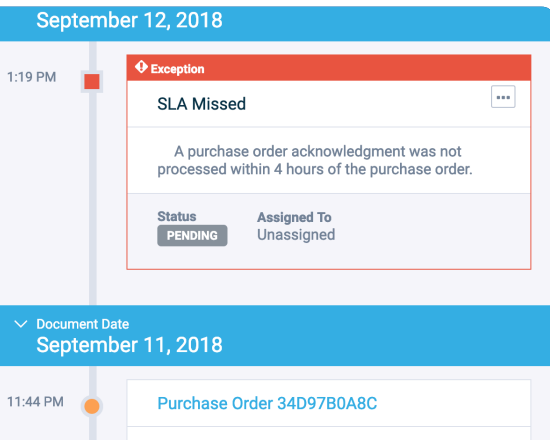 September 12, 2018
1:19 PM
Exception
SLA Missed
A purchase order acknowledgment was not
processed within 4 hours of the purchase order.
Status
Assigned To
PENDING
Unassigned
Document Date
September 11, 2018
11:44 PM
Purchase Order 34D97B0A8C